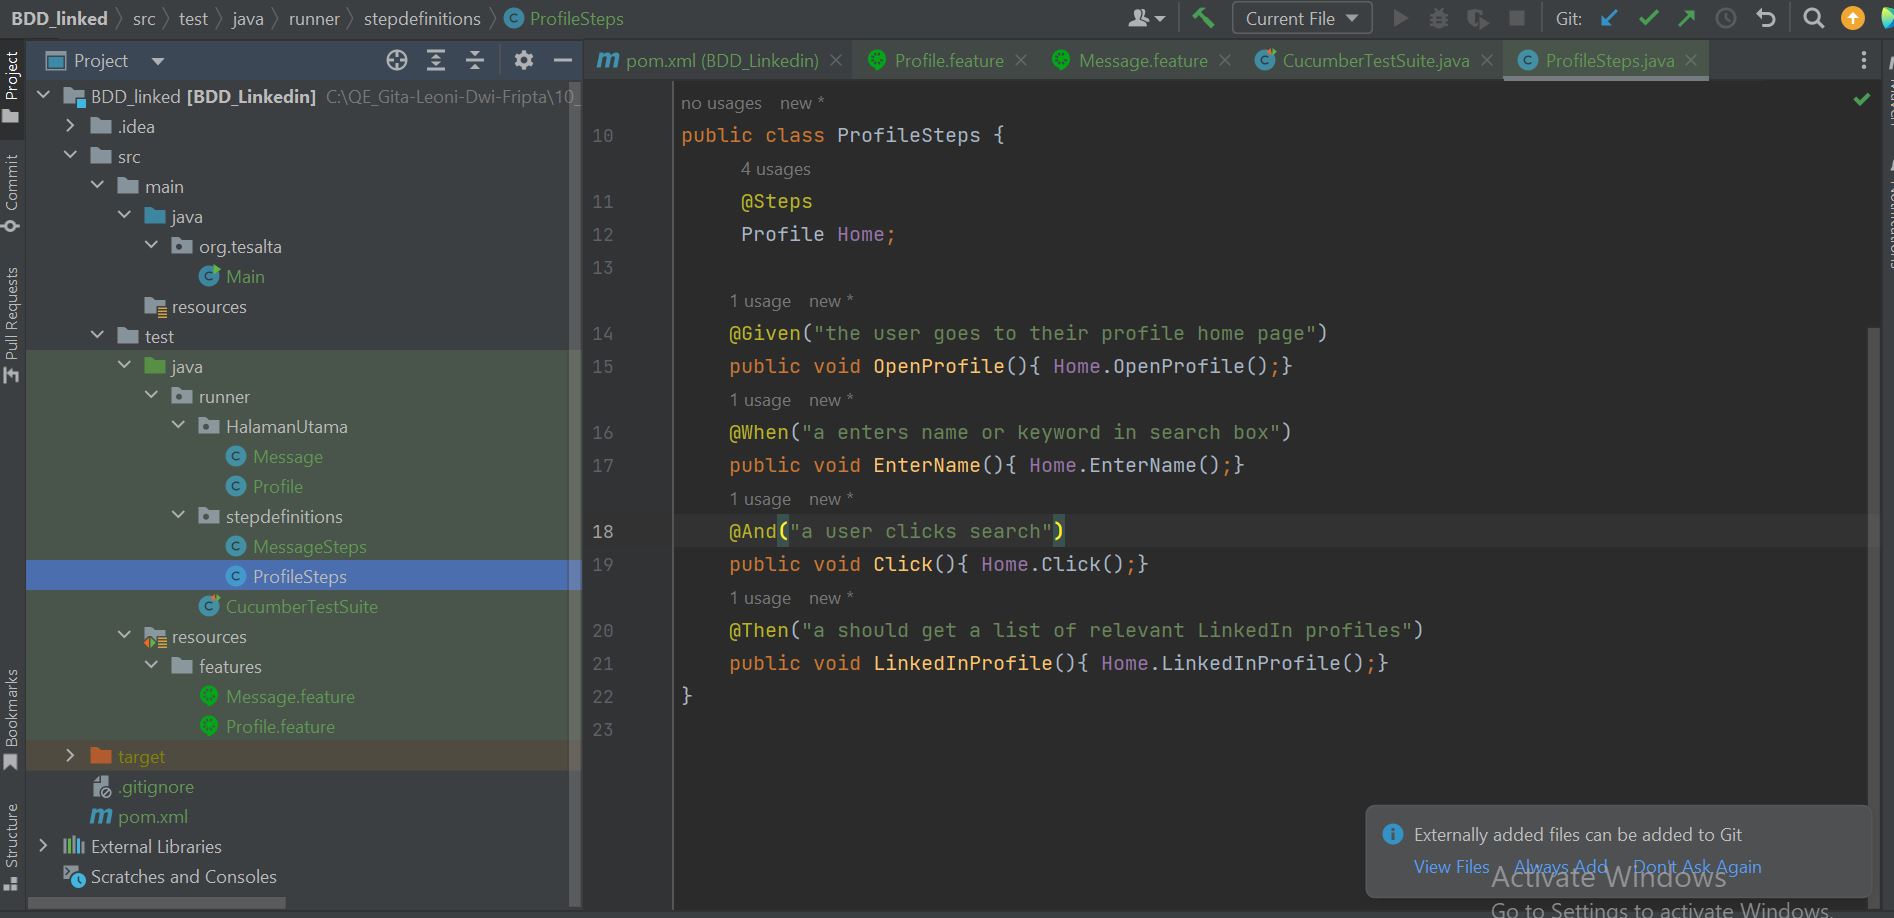 BDD_linked src test java runner stepdefinitions ProfileSteps
Current File
Git:
Project
pom.xml (BDD_Linkedin)
Profile.feature
Message.feature
CucumberTestSuite.java
ProfileSteps.java
Project
Commit
Pull Requests
Bookmarks
Structure
BDD_linked [BDD_Linkedin] C:\QE_Gita-Leoni-Dwi-Fripta\10_
.idea
src
main
java
org.tesalta
Main
resources
test
java
runner
HalamanUtama
Message
Profile
stepdefinitions
MessageSteps
ProfileSteps
CucumberTestSuite
resources
features
Message.feature
Profile.feature
target
.gitignore
pom.xml
External Libraries
Scratches and Consoles
no usages new *
10 public class ProfileSteps {
4 usages
11 @Steps
12 Profile Home;
13
1 usage new *
14 @Given("the user goes to their profile home page")
15 public void OpenProfile(){ Home.OpenProfile();}
1 usage new *
16 @When("a enters name or keyword in search box")
17 public void EnterName(){ Home.EnterName();}
1 usage new *
18 @And("a user clicks search")
19 public void Click(){ Home.Click();}
1 usage new *
20 @Then("a should get a list of relevant LinkedIn profiles")
21 public void LinkedInProfile(){ Home.LinkedInProfile();}
22 }
23
Externally added files can be added to Git
View Files Always Add Don't Ask Again
Activate Windows
Go to Settings to activate Windows.